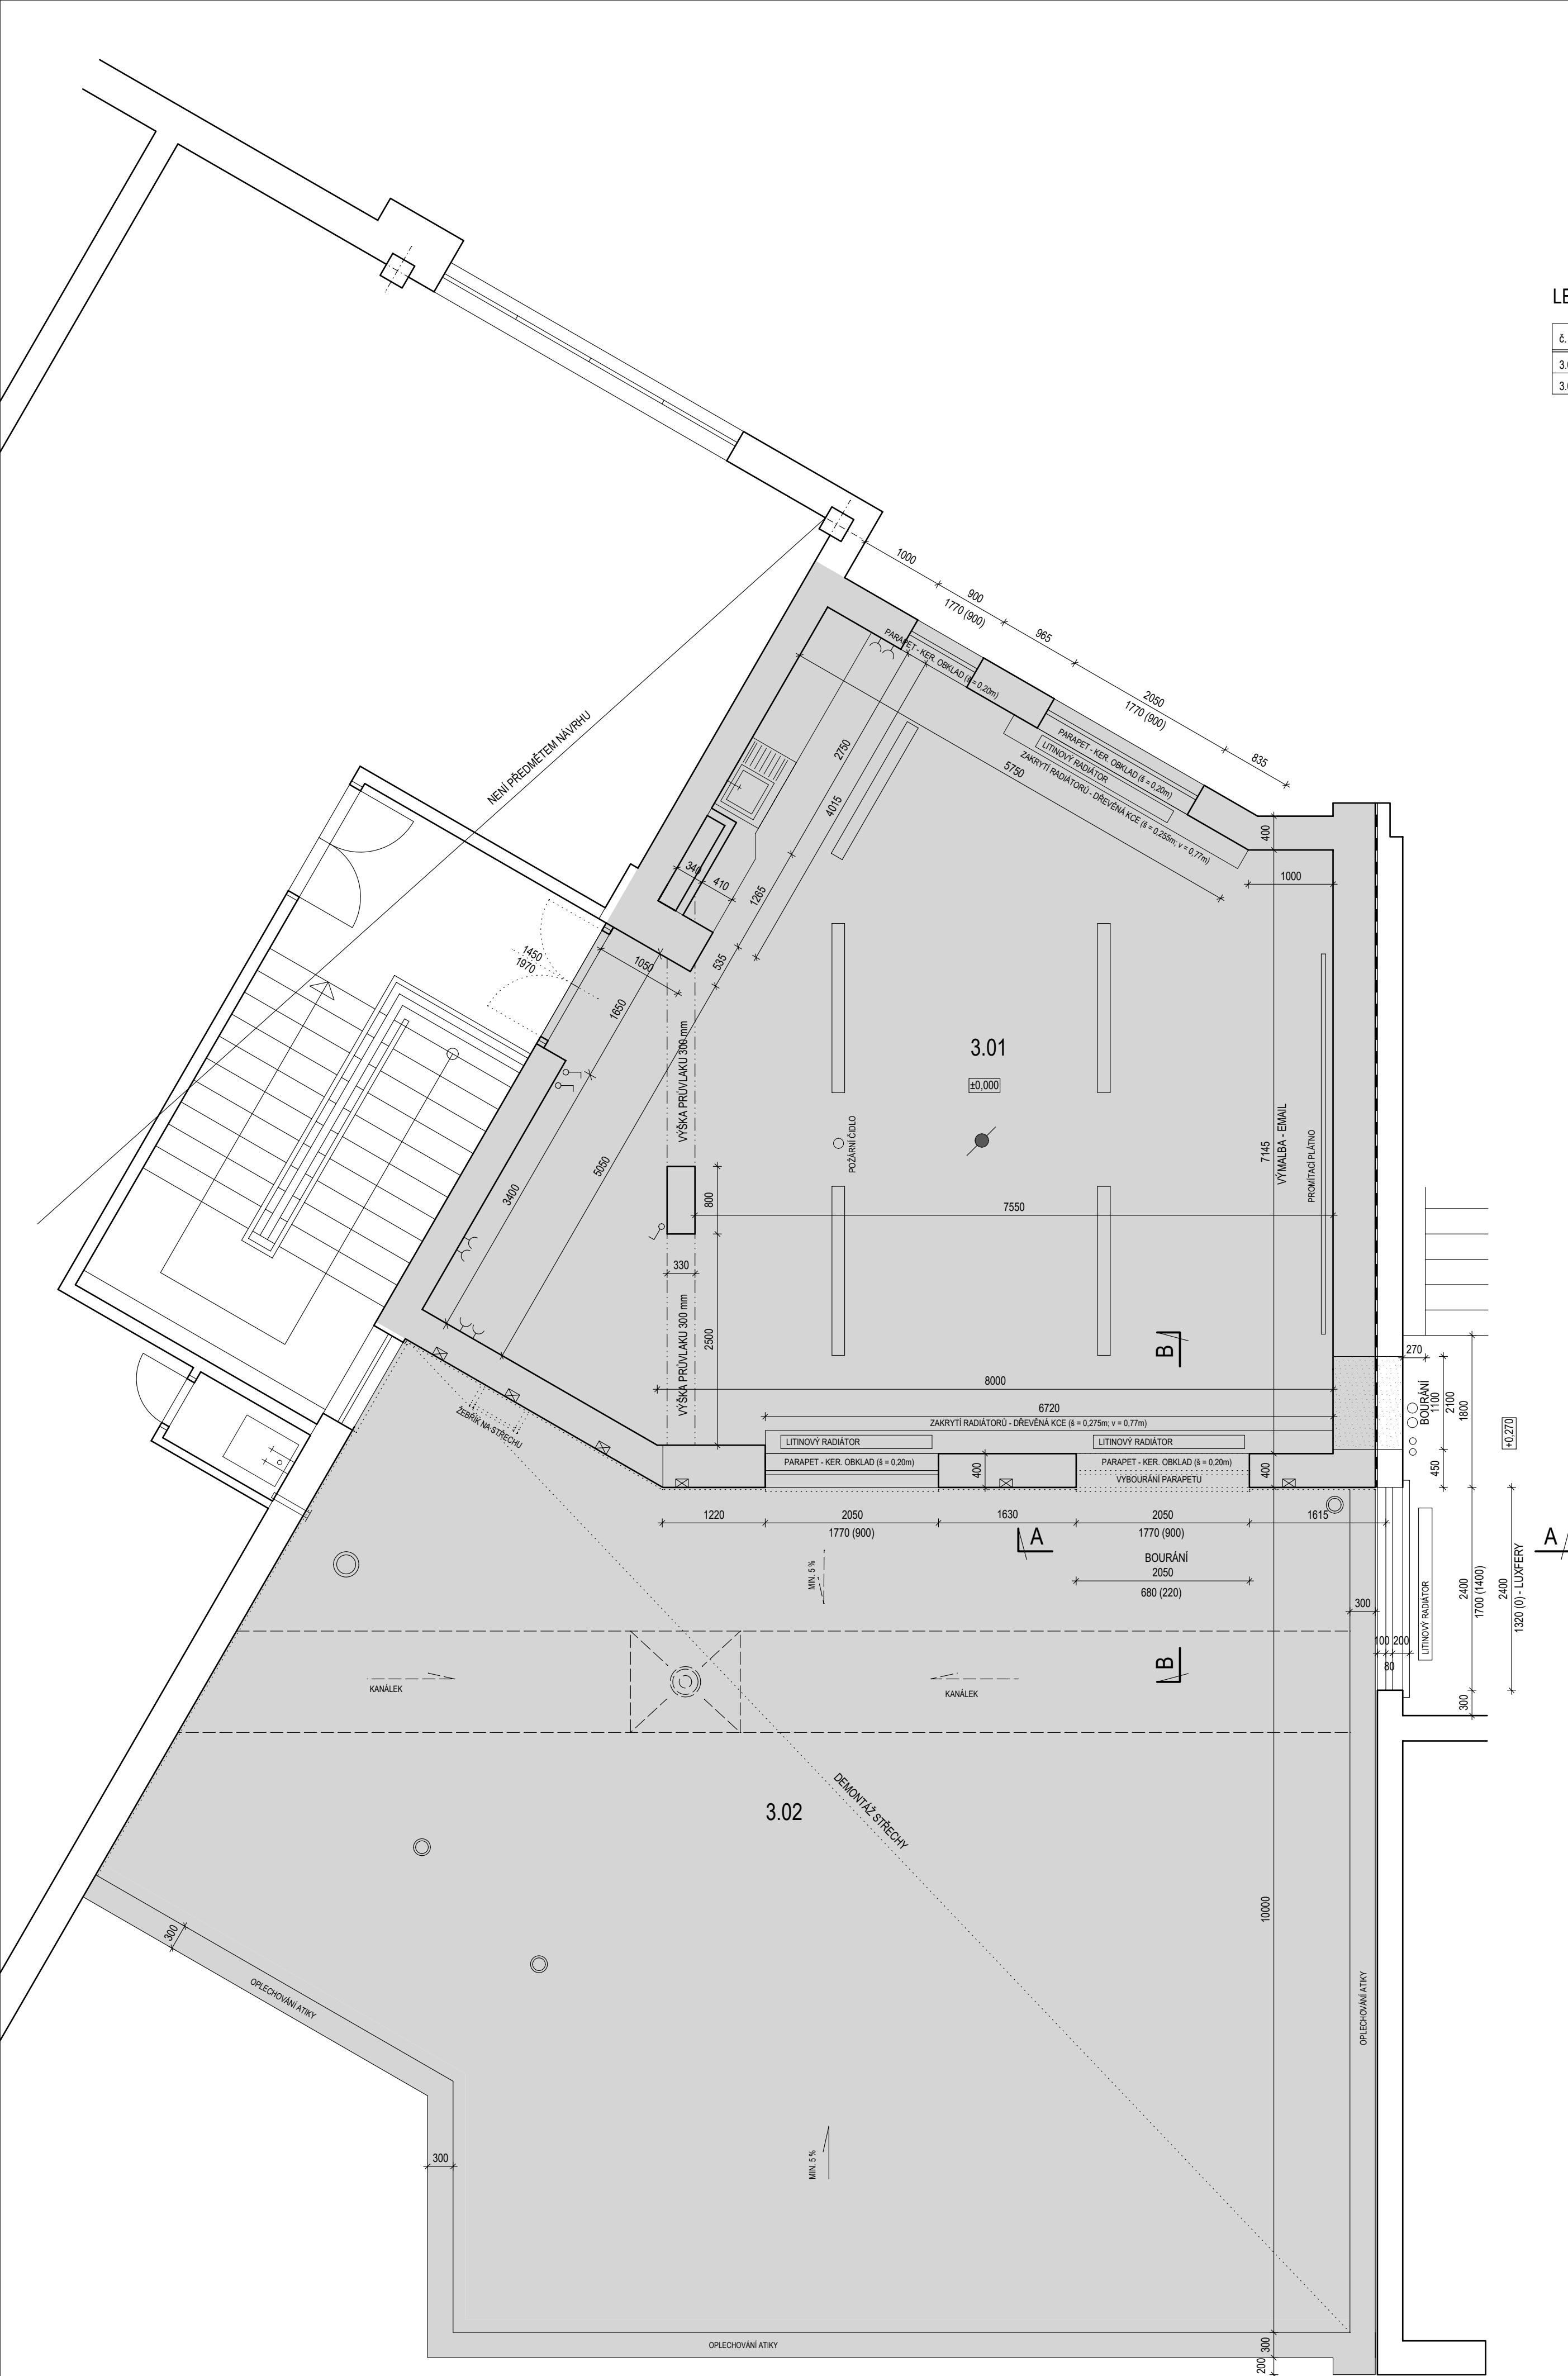 LE
č.
3.0
3.0
1000
900
1770 (900)
965
2050
1770 (900)
835
PARAPET - KER. OBKLAD (š = 0,20m)
PARAPET - KER. OBKLAD (š = 0,20m)
LITINOVÝ RADIÁTOR
ZAKRYTÍ RADIÁTORŮ - DŘEVĚNÁ KCE (š = 0,255m; v = 0,77m)
5750
NENÍ PŘEDMĚTEM NÁVRHU
2750
4015
400
340
410
1265
1000
535
1450
1970
1050
1650
VÝŠKA PRŮVLAKU 300 mm
3.01
±0,000
POŽÁRNÍ ČIDLO
7145
VÝMALBA - EMAIL
PROMÍTACÍ PLÁTNO
5050
3400
800
7550
330
VÝŠKA PRŮVLAKU 300 mm
2500
B
270
8000
BOURÁNÍ
1100
2100
1800
6720
ZAKRYTÍ RADIÁTORŮ - DŘEVĚNÁ KCE (š = 0,275m; v = 0,77m)
ŽEBŘÍK NA STŘECHU
LITINOVÝ RADIÁTOR
LITINOVÝ RADIÁTOR
+0,270
PARAPET - KER. OBKLAD (š = 0,20m)
400
PARAPET - KER. OBKLAD (š = 0,20m)
400
450
VYBOURÁNÍ PARAPETU
1220
2050
1630
2050
1615
1770 (900)
A
1770 (900)
A
BOURÁNÍ
2050
680 (220)
MIN. 5 %
300
LITINOVÝ RADIÁTOR
2400
1700 (1400)
2400
1320 (0) - LUXFERY
100
200
80
B
KANÁLEK
KANÁLEK
300
DEMONTÁŽ STŘECHY
3.02
10000
300
OPLECHOVÁNÍ ATIKY
OPLECHOVÁNÍ ATIKY
300
MIN. 5 %
OPLECHOVÁNÍ ATIKY
300
200